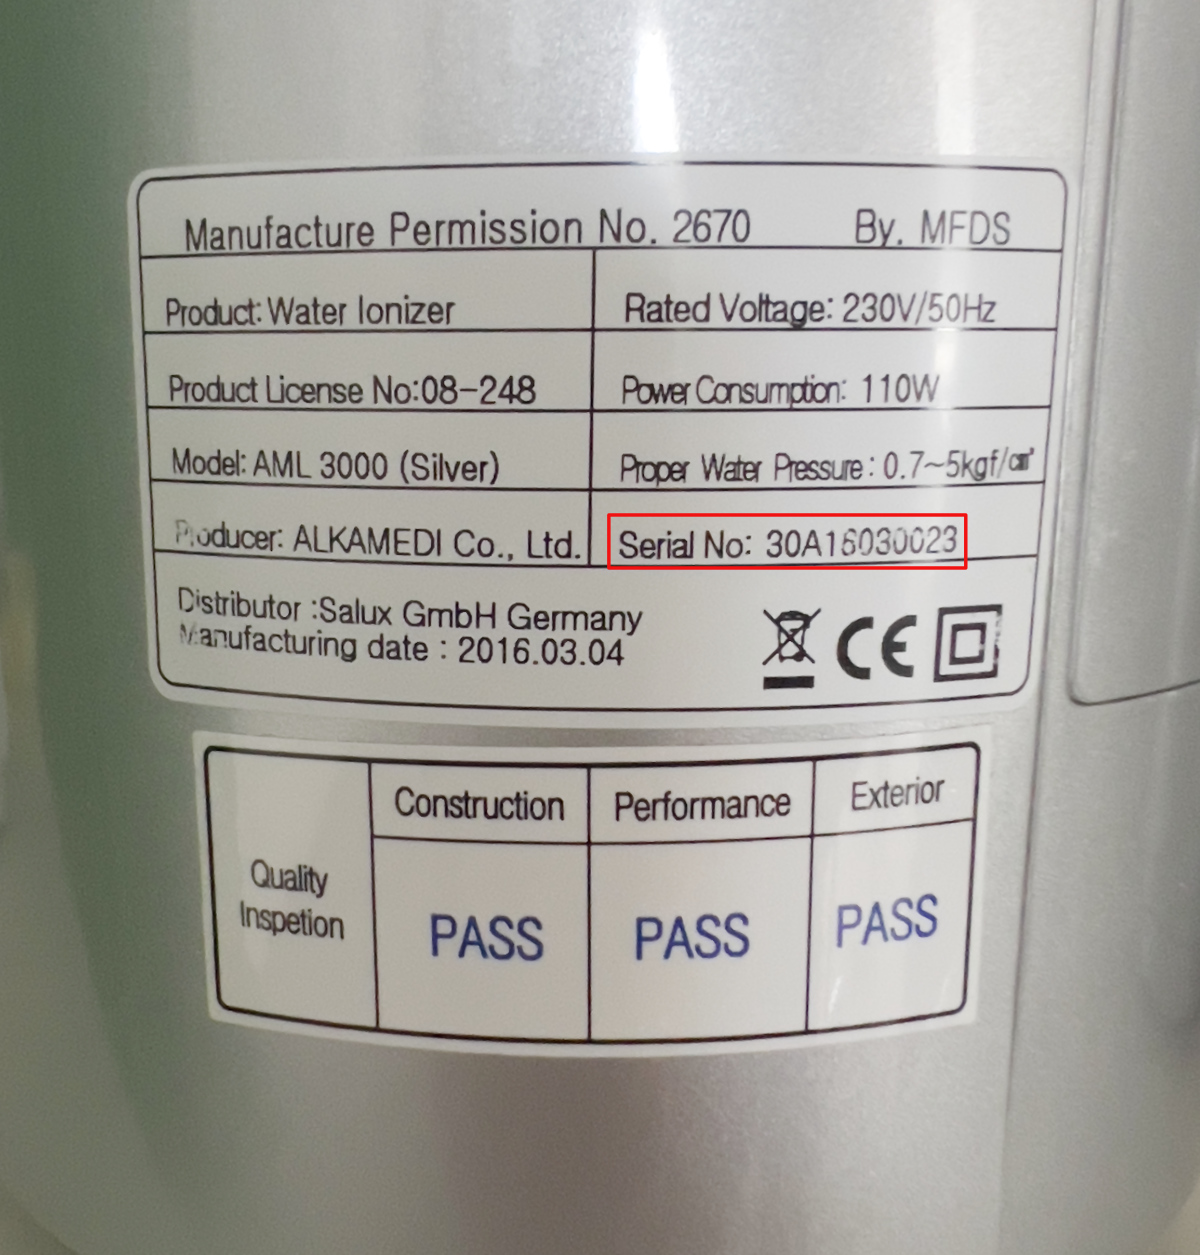 Manufacture Permission No. 2670 By. MFDS
Product: Water Ionizer
Rated Voltage: 230V/50Hz
Product License No:08-248
Power Consumption: 110W
Model: AML 3000 (Silver)
Proper Water Pressure : 0.7~5kgf/㎠
Producer: ALKAMEDI Co., Ltd.
Serial No: 30A16030023
Distributor :Salux GmbH Germany
Manufacturing date : 2016.03.04
CE
Construction
Performance
Exterior
Quality
Inspetion
PASS
PASS
PASS